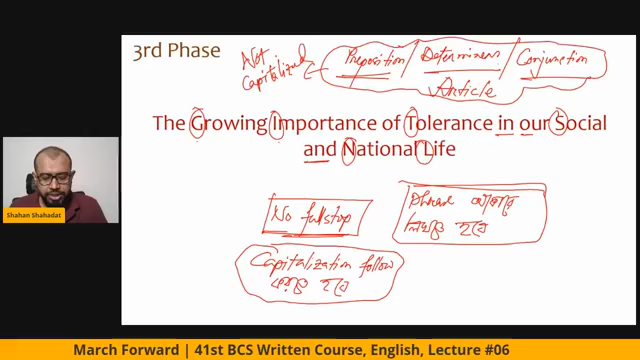 3rd Phase
Not
Capitalized
Preposition / Determiners / Conjunction
Article
The Growing Importance of Tolerance in our Social
and National Life
No fullstop
Phrase আকারে
লিখতে হবে
Capitalization follow
করতে হবে
Shahan Shahadat
March Forward | 41st BCS Written Course, English, Lecture #06